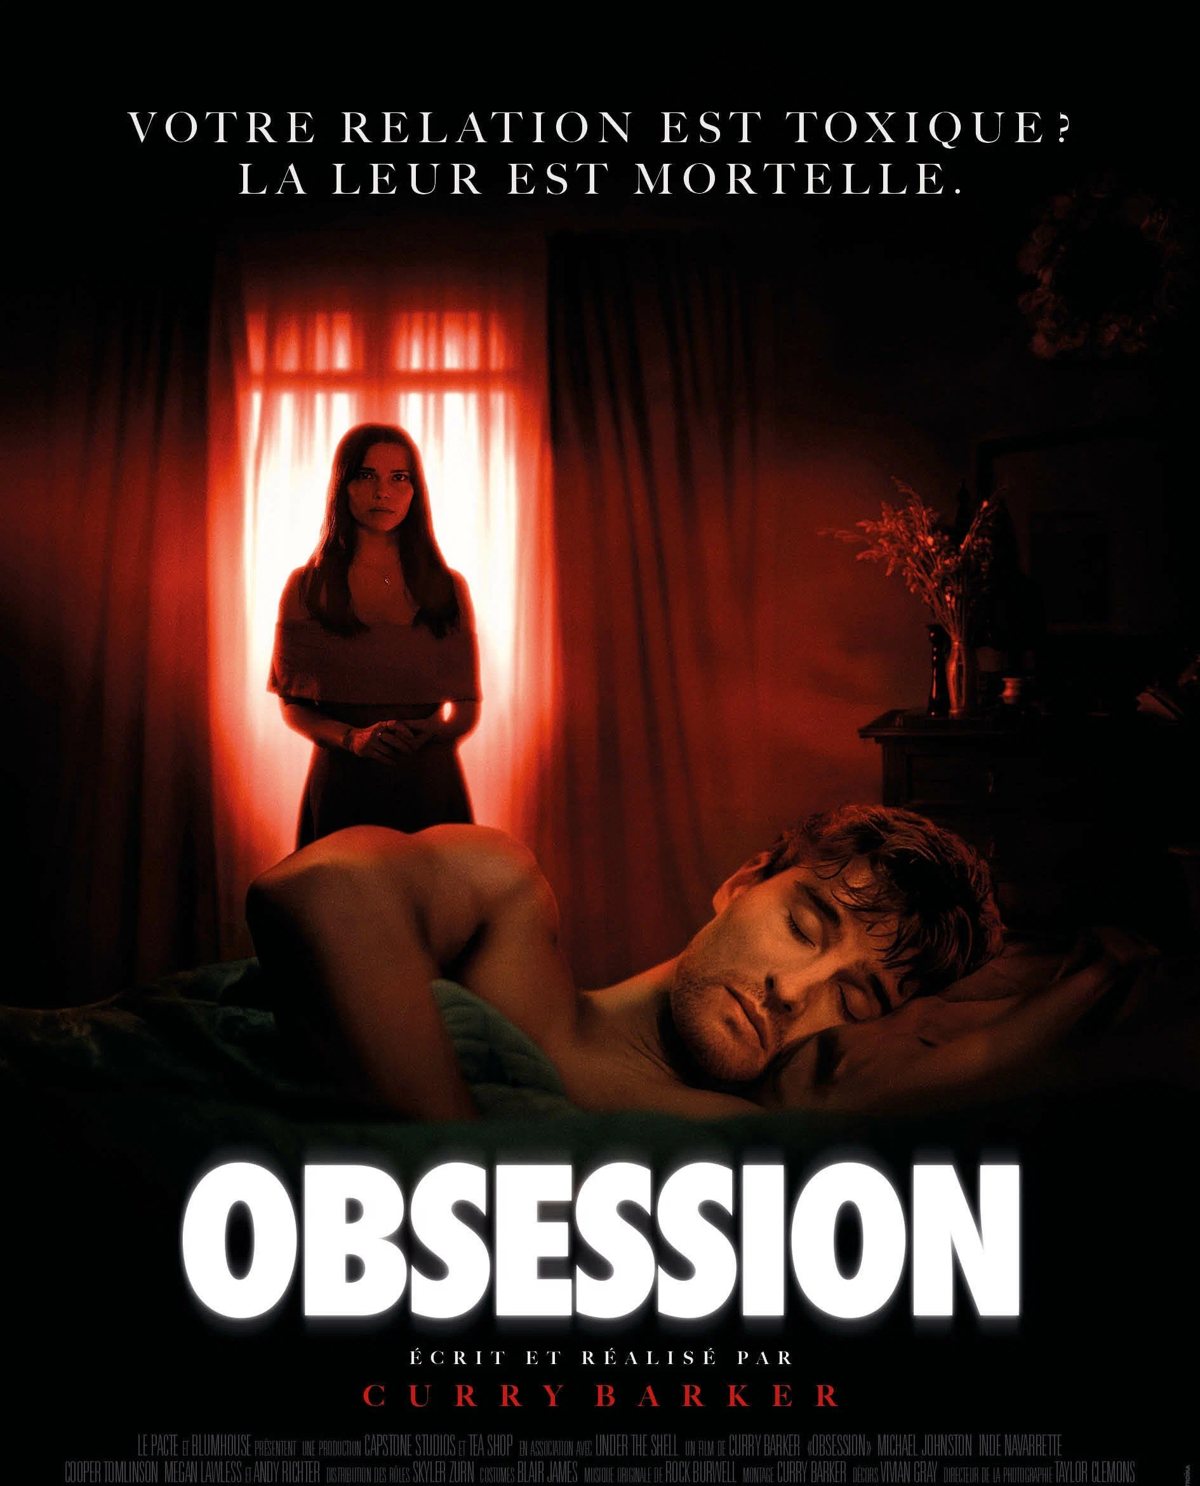 VOTRE RELATION EST TOXIQUE?
LA LEUR EST MORTELLE.
OBSESSION
ÉCRIT ET RÉALISÉ PAR
CURRY BARKER
LE PACTE ET BLUMHOUSE PRÉSENTENT UNE PRODUCTION CAPSTONE STUDIOS ET TEA SHOP EN ASSOCIATION AVEC UNDER THE SHELL UN FILM DE CURRY BARKER «OBSESSION» MICHAEL JOHNSTON INDE NAVARRETTE
COOPER TOMLINSON MEGAN LAWLESS ET ANDY RICHTER DISTRIBUTION DES RÔLES SKYLER ZURN COSTUMES BLAIR JAMES MUSIQUE ORIGINALE DE ROCK BURWELL MONTAGE CURRY BARKER DÉCORS VIVIAN GRAY DIRECTEUR DE LA PHOTOGRAPHIE TAYLOR CLEMONS